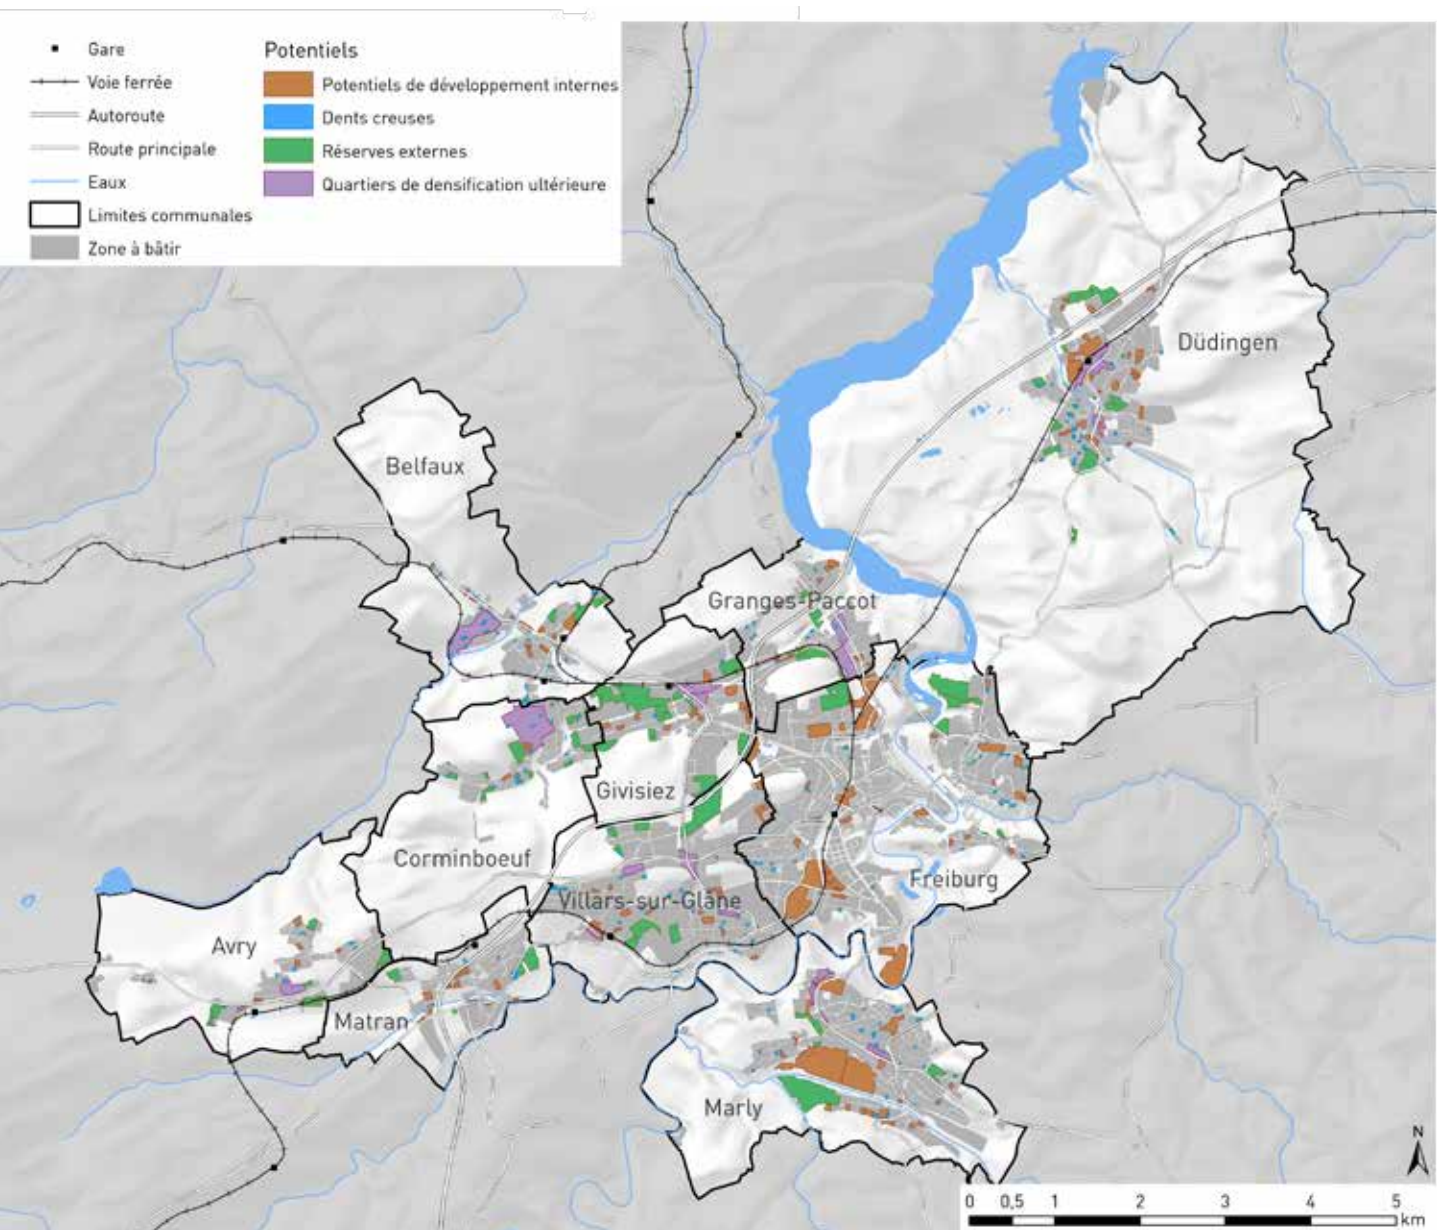 Gare
Voie ferrée
Autoroute
Route principale
Eaux
Limites communales
Zone à bâtir
Potentiels
Potentiels de développement internes
Dents creuses
Réserves externes
Quartiers de densification ultérieure
Düdingen
Belfaux
Granges-Paccot
Givisiez
Corminboeuf
Villars-sur-Glâne
Freiburg
Avry
Matran
Marly
N
0 0,5 1 2 3 4 5
km